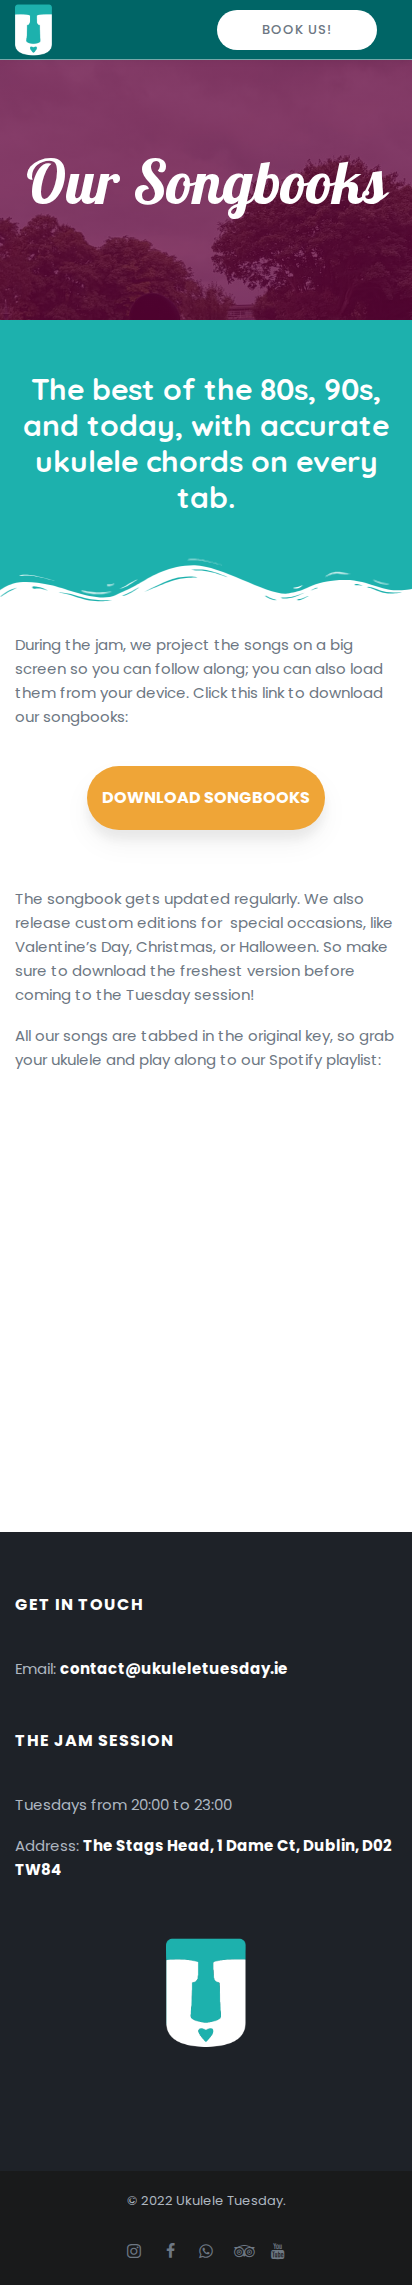 BOOK US!
Our Songbooks
The best of the 80s, 90s,
and today, with accurate
ukulele chords on every
tab.
During the jam, we project the songs on a big
screen so you can follow along; you can also load
them from your device. Click this link to download
our songbooks:
DOWNLOAD SONGBOOKS
The songbook gets updated regularly. We also
release custom editions for  special occasions, like
Valentine’s Day, Christmas, or Halloween. So make
sure to download the freshest version before
coming to the Tuesday session!
All our songs are tabbed in the original key, so grab
your ukulele and play along to our Spotify playlist:
GET IN TOUCH
Email: contact@ukuleletuesday.ie
THE JAM SESSION
Tuesdays from 20:00 to 23:00
Address: The Stags Head, 1 Dame Ct, Dublin, D02
TW84
© 2022 Ukulele Tuesday.
You
Tube